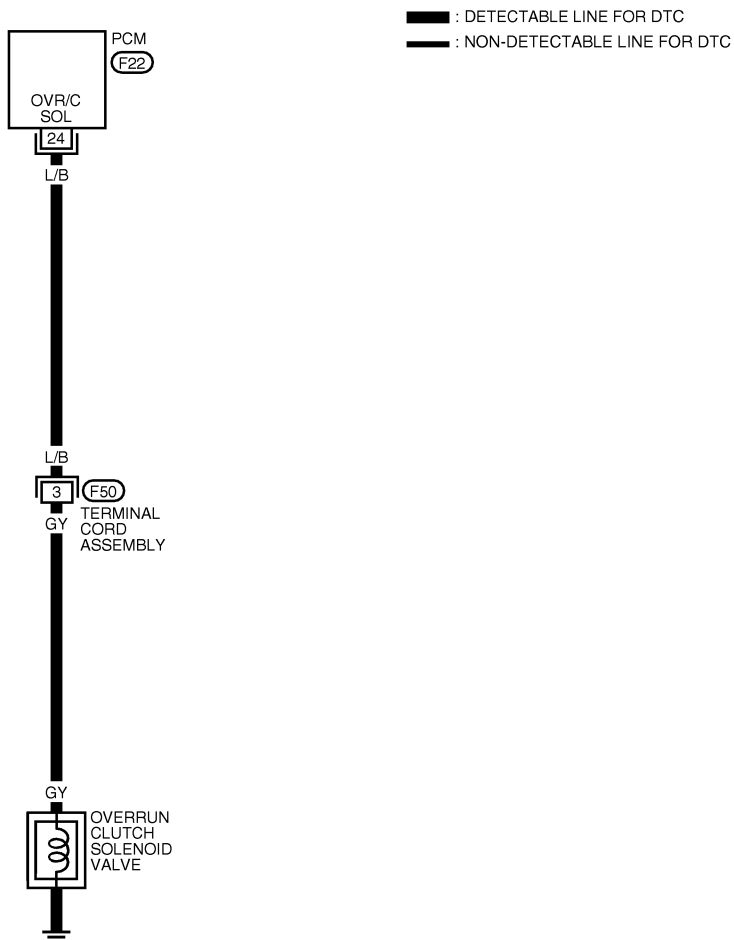 : DETECTABLE LINE FOR DTC
: NON-DETECTABLE LINE FOR DTC
PCM
F22
OVR/C
SOL
24
L/B
L/B
3
F50
TERMINAL
CORD
ASSEMBLY
GY
GY
OVERRUN
CLUTCH
SOLENOID
VALVE